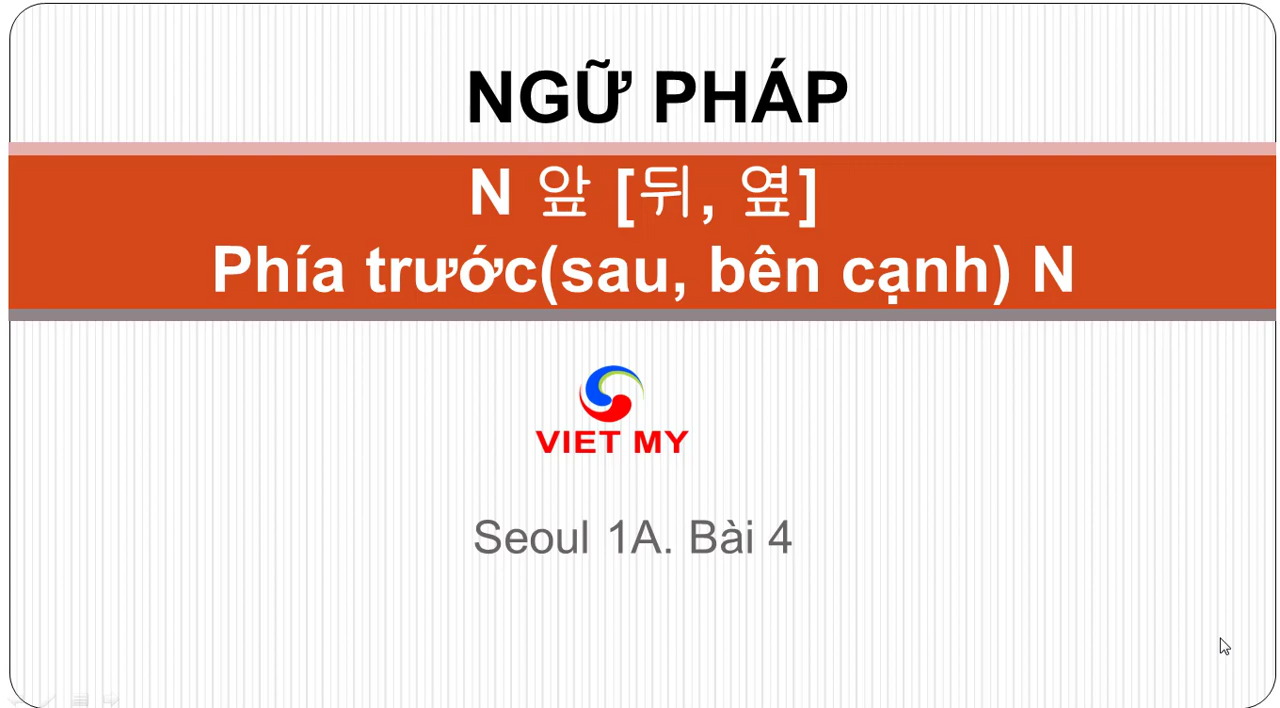 NGỮ PHÁP
N 앞 [뒤, 옆]
Phía trước(sau, bên cạnh) N
VIET MY
Seoul 1A. Bài 4